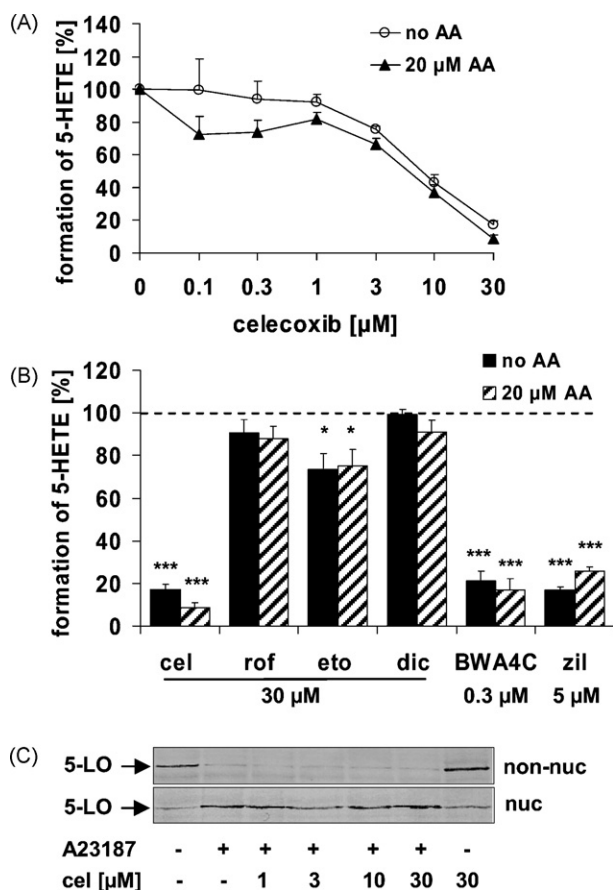 (A)
formation of 5-HETE [%]
140
120
100
80
60
40
20
0
no AA
20 µM AA
0 0.1 0.3 1 3 10 30
celecoxib [µM]
(B)
formation of 5-HETE [%]
120
100
80
60
40
20
0
no AA
20 µM AA
* *
*** *** *** *** *** ***
cel rof eto dic BWA4C zil
30 µM 0.3 µM 5 µM
(C)
5-LO non-nuc
5-LO nuc
A23187 - + + + + + -
cel [µM] - - 1 3 10 30 30